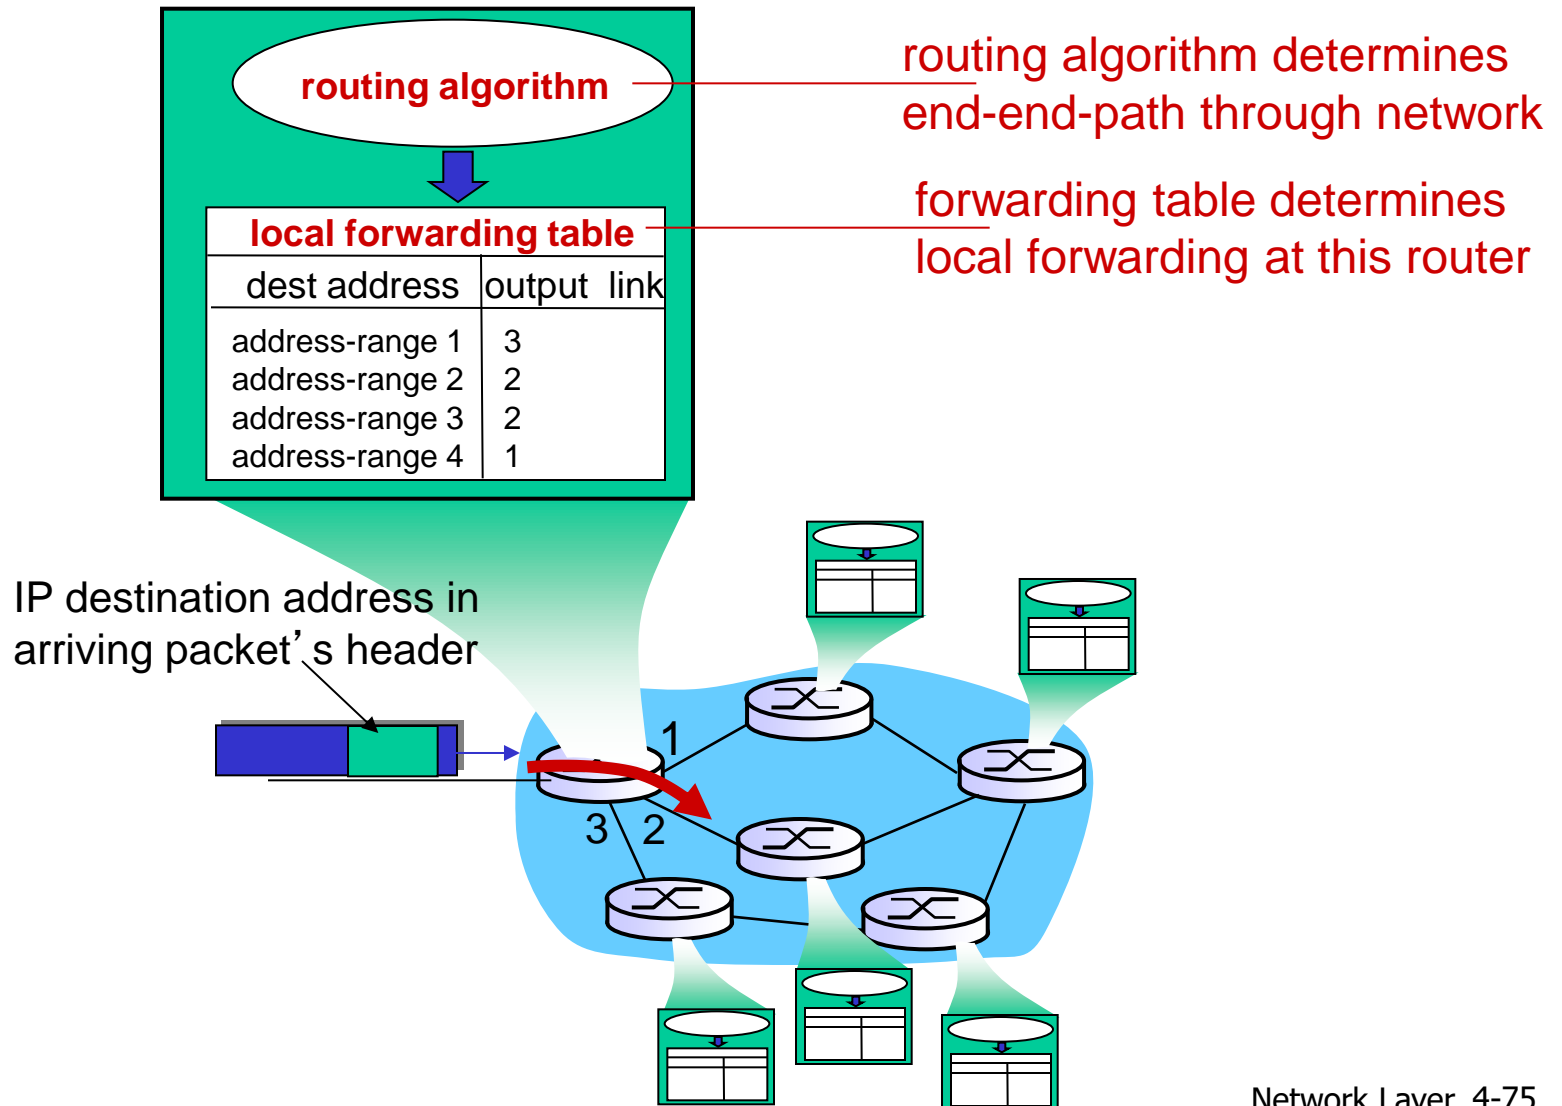 routing algorithm
routing algorithm determines
end-end-path through network
local forwarding table
forwarding table determines
local forwarding at this router
dest address output link
address-range 1 3
address-range 2 2
address-range 3 2
address-range 4 1
IP destination address in
arriving packet’s header
1
3 2
Network Layer 4-75